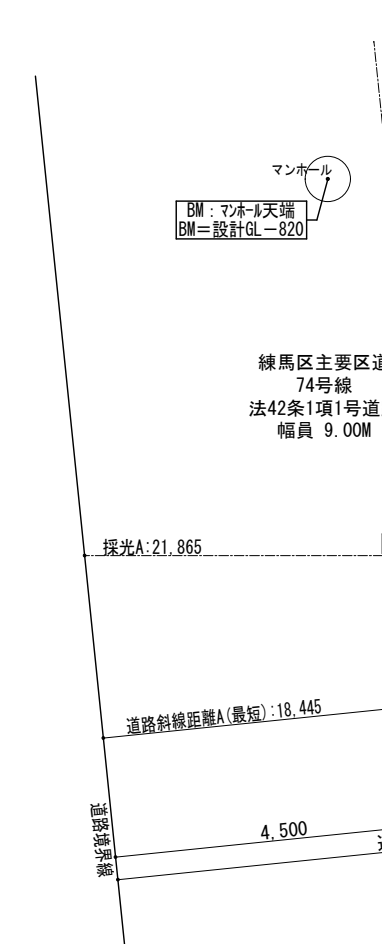 マンホール
BM：マンホール天端
BM＝設計GL－820
練馬区主要区道
74号線
法42条1項1号道
幅員 9.00M
採光A:21,865
道路斜線距離A(最短):18,445
道路境界線
4,500